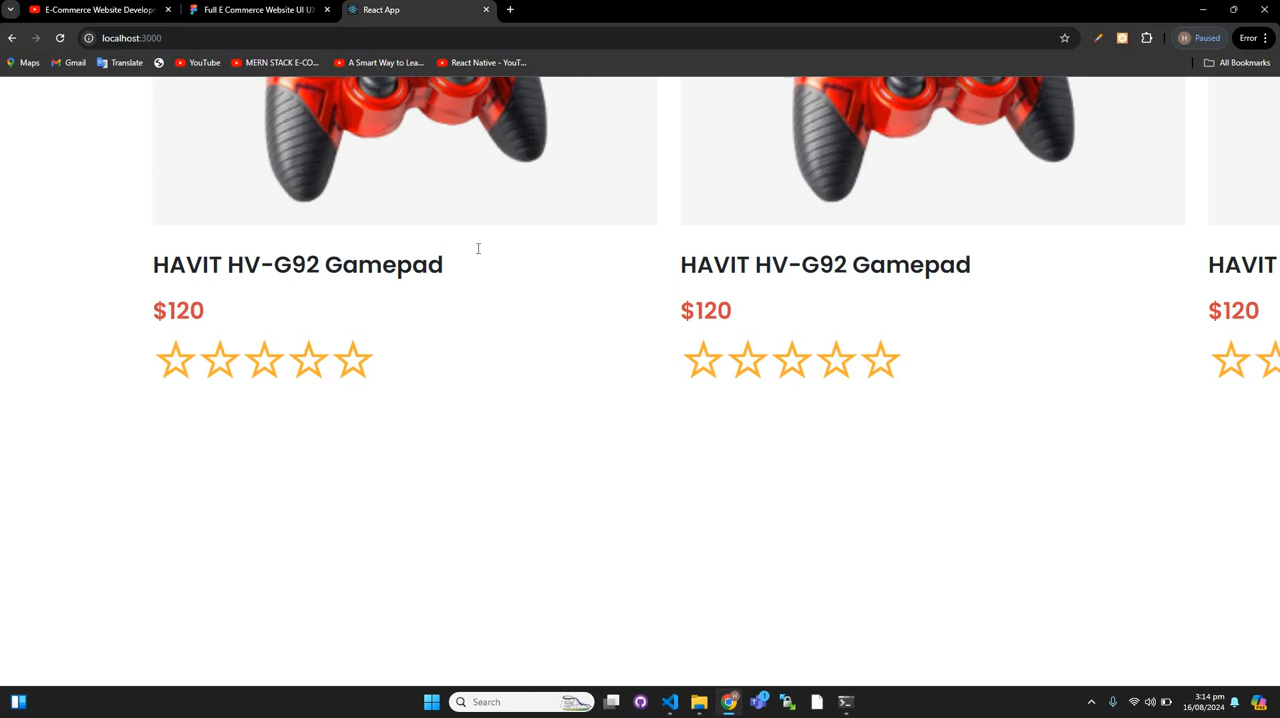 E-Commerce Website Develop
Full E Commerce Website UI UX
React App
localhost:3000
H
Paused
Error
Maps
Gmail
Translate
YouTube
MERN STACK E-CO...
A Smart Way to Lea...
React Native - YouT...
All Bookmarks
HAVIT HV-G92 Gamepad
HAVIT HV-G92 Gamepad
HAVIT
$120
$120
$120
Search
3:14 pm
16/08/2024